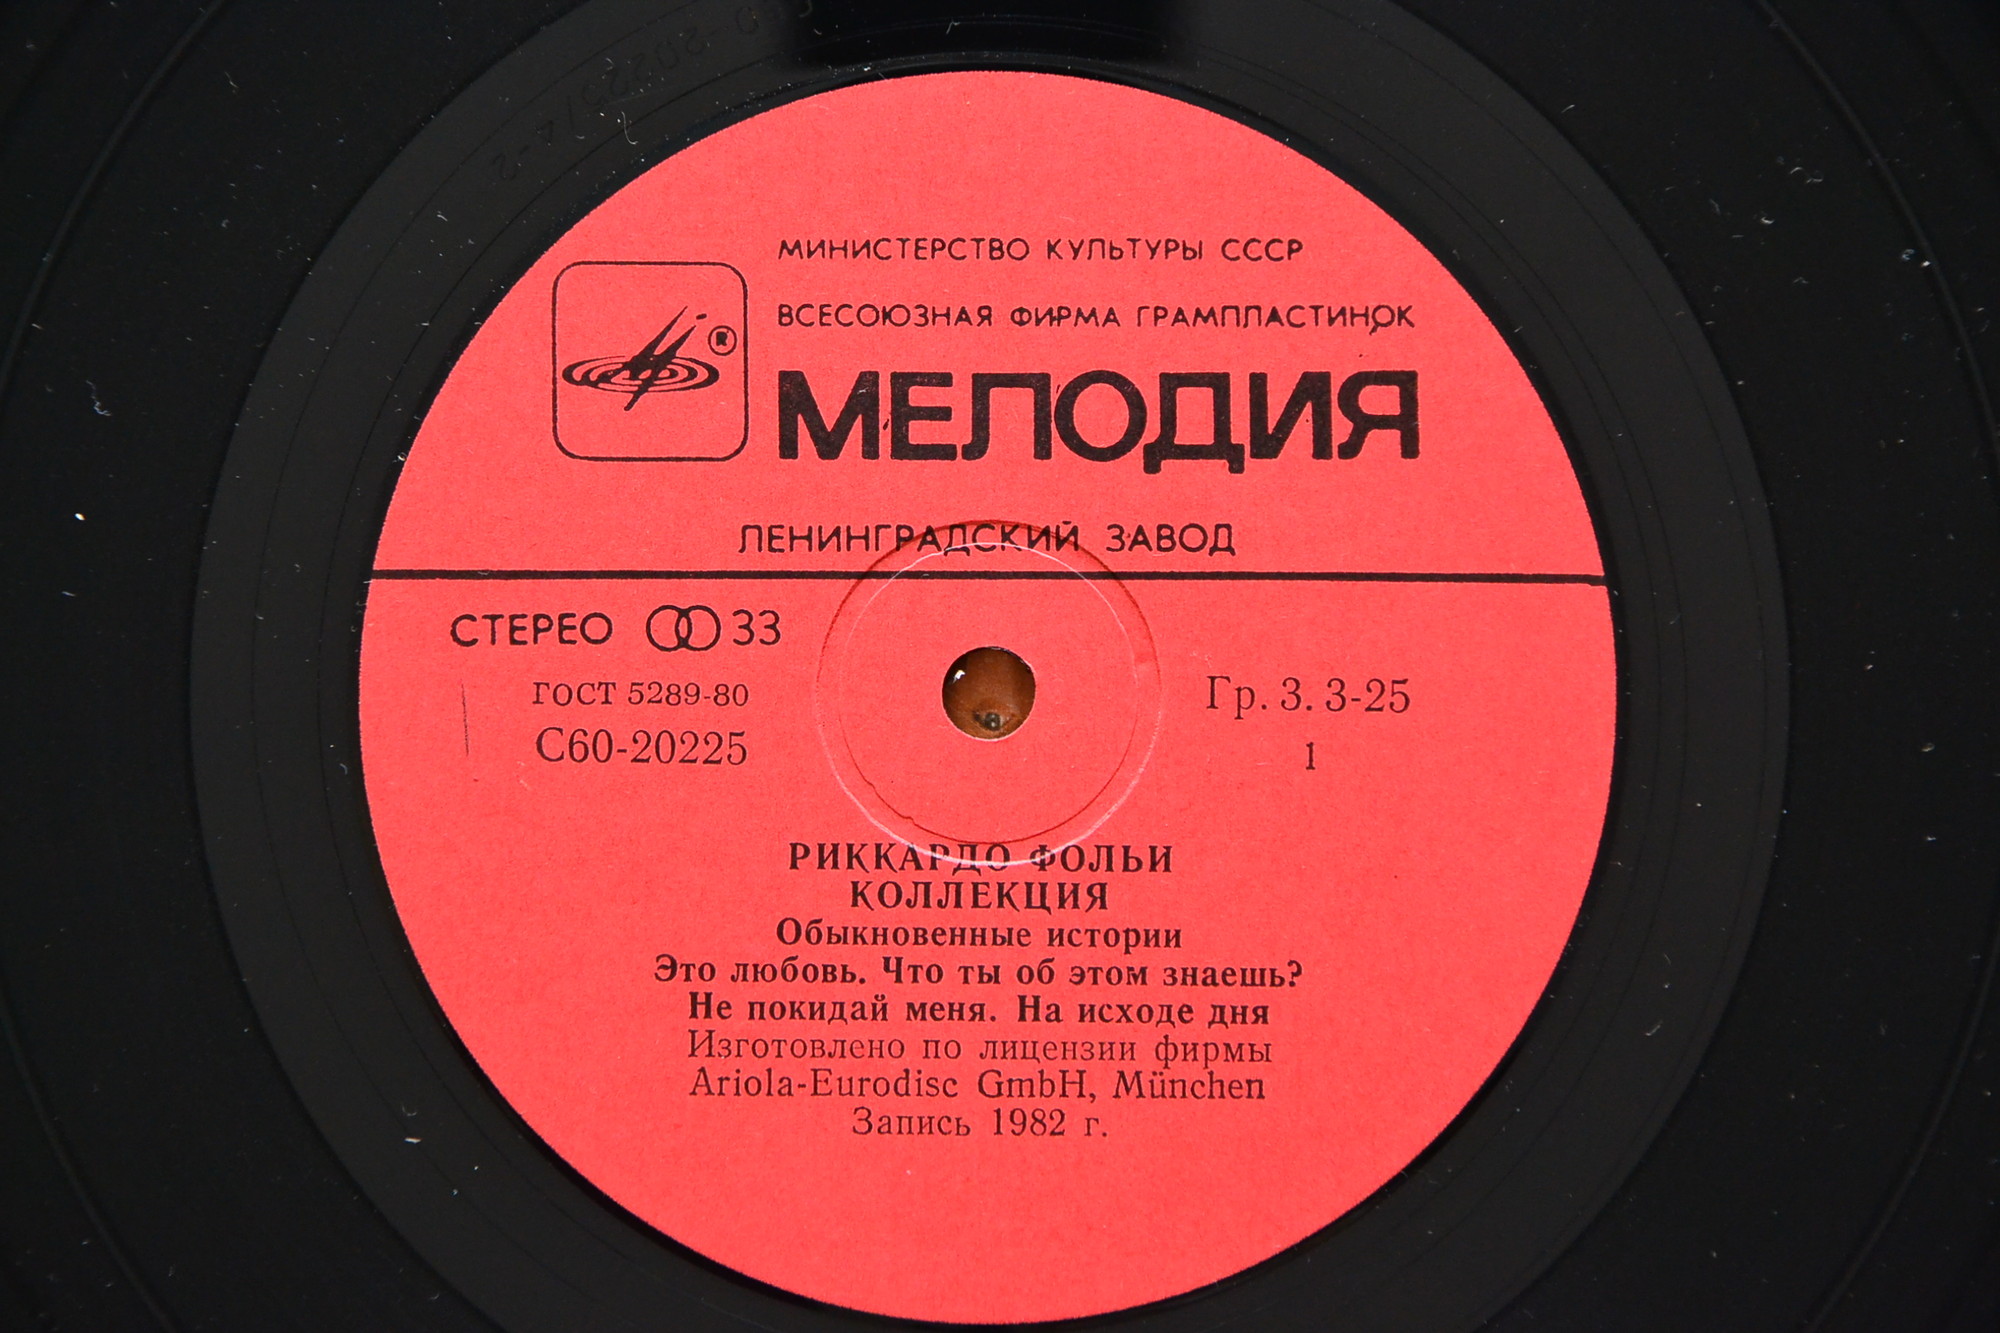 МИНИСТЕРСТВО КУЛЬТУРЫ СССР
ВСЕСОЮЗНАЯ ФИРМА ГРАМПЛАСТИНОК
®
МЕЛОДИЯ
ЛЕНИНГРАДСКИЙ ЗАВОД
СТЕРЕО 33
ГОСТ 5289-80
С60-20225
Гр. 3. 3-25
1
РИККАРДО ФОЛЬИ
КОЛЛЕКЦИЯ
Обыкновенные истории
Это любовь. Что ты об этом знаешь?
Не покидай меня. На исходе дня
Изготовлено по лицензии фирмы
Ariola-Eurodisc GmbH, München
Запись 1982 г.